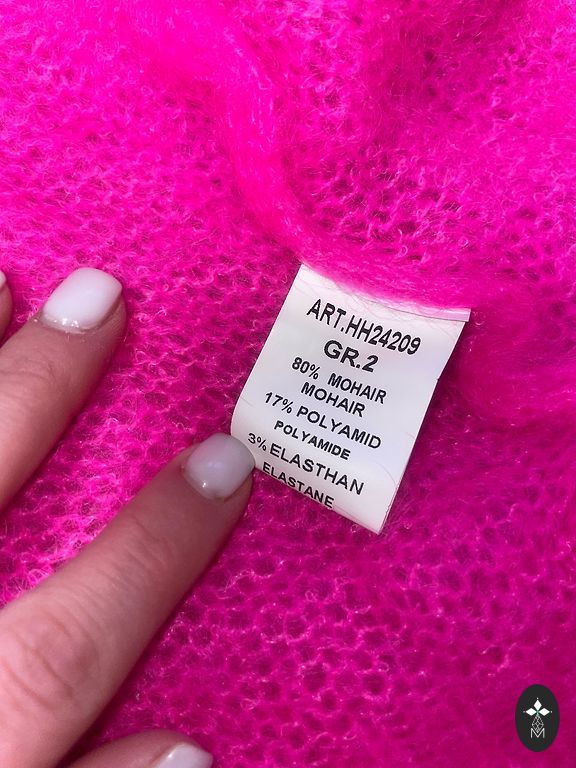 ART.HH24209
GR.2
80% MOHAIR
MOHAIR
17% POLYAMID
POLYAMIDE
3% ELASTHAN
ELASTANE
M